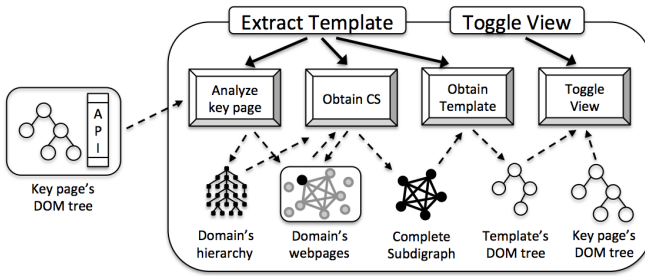 Extract Template
Toggle View
Analyze
key page
Obtain CS
Obtain
Template
Toggle
View
A
P
I
Key page's
DOM tree
Domain's
hierarchy
Domain's
webpages
Complete
Subdigraph
Template's
DOM tree
Key page's
DOM tree